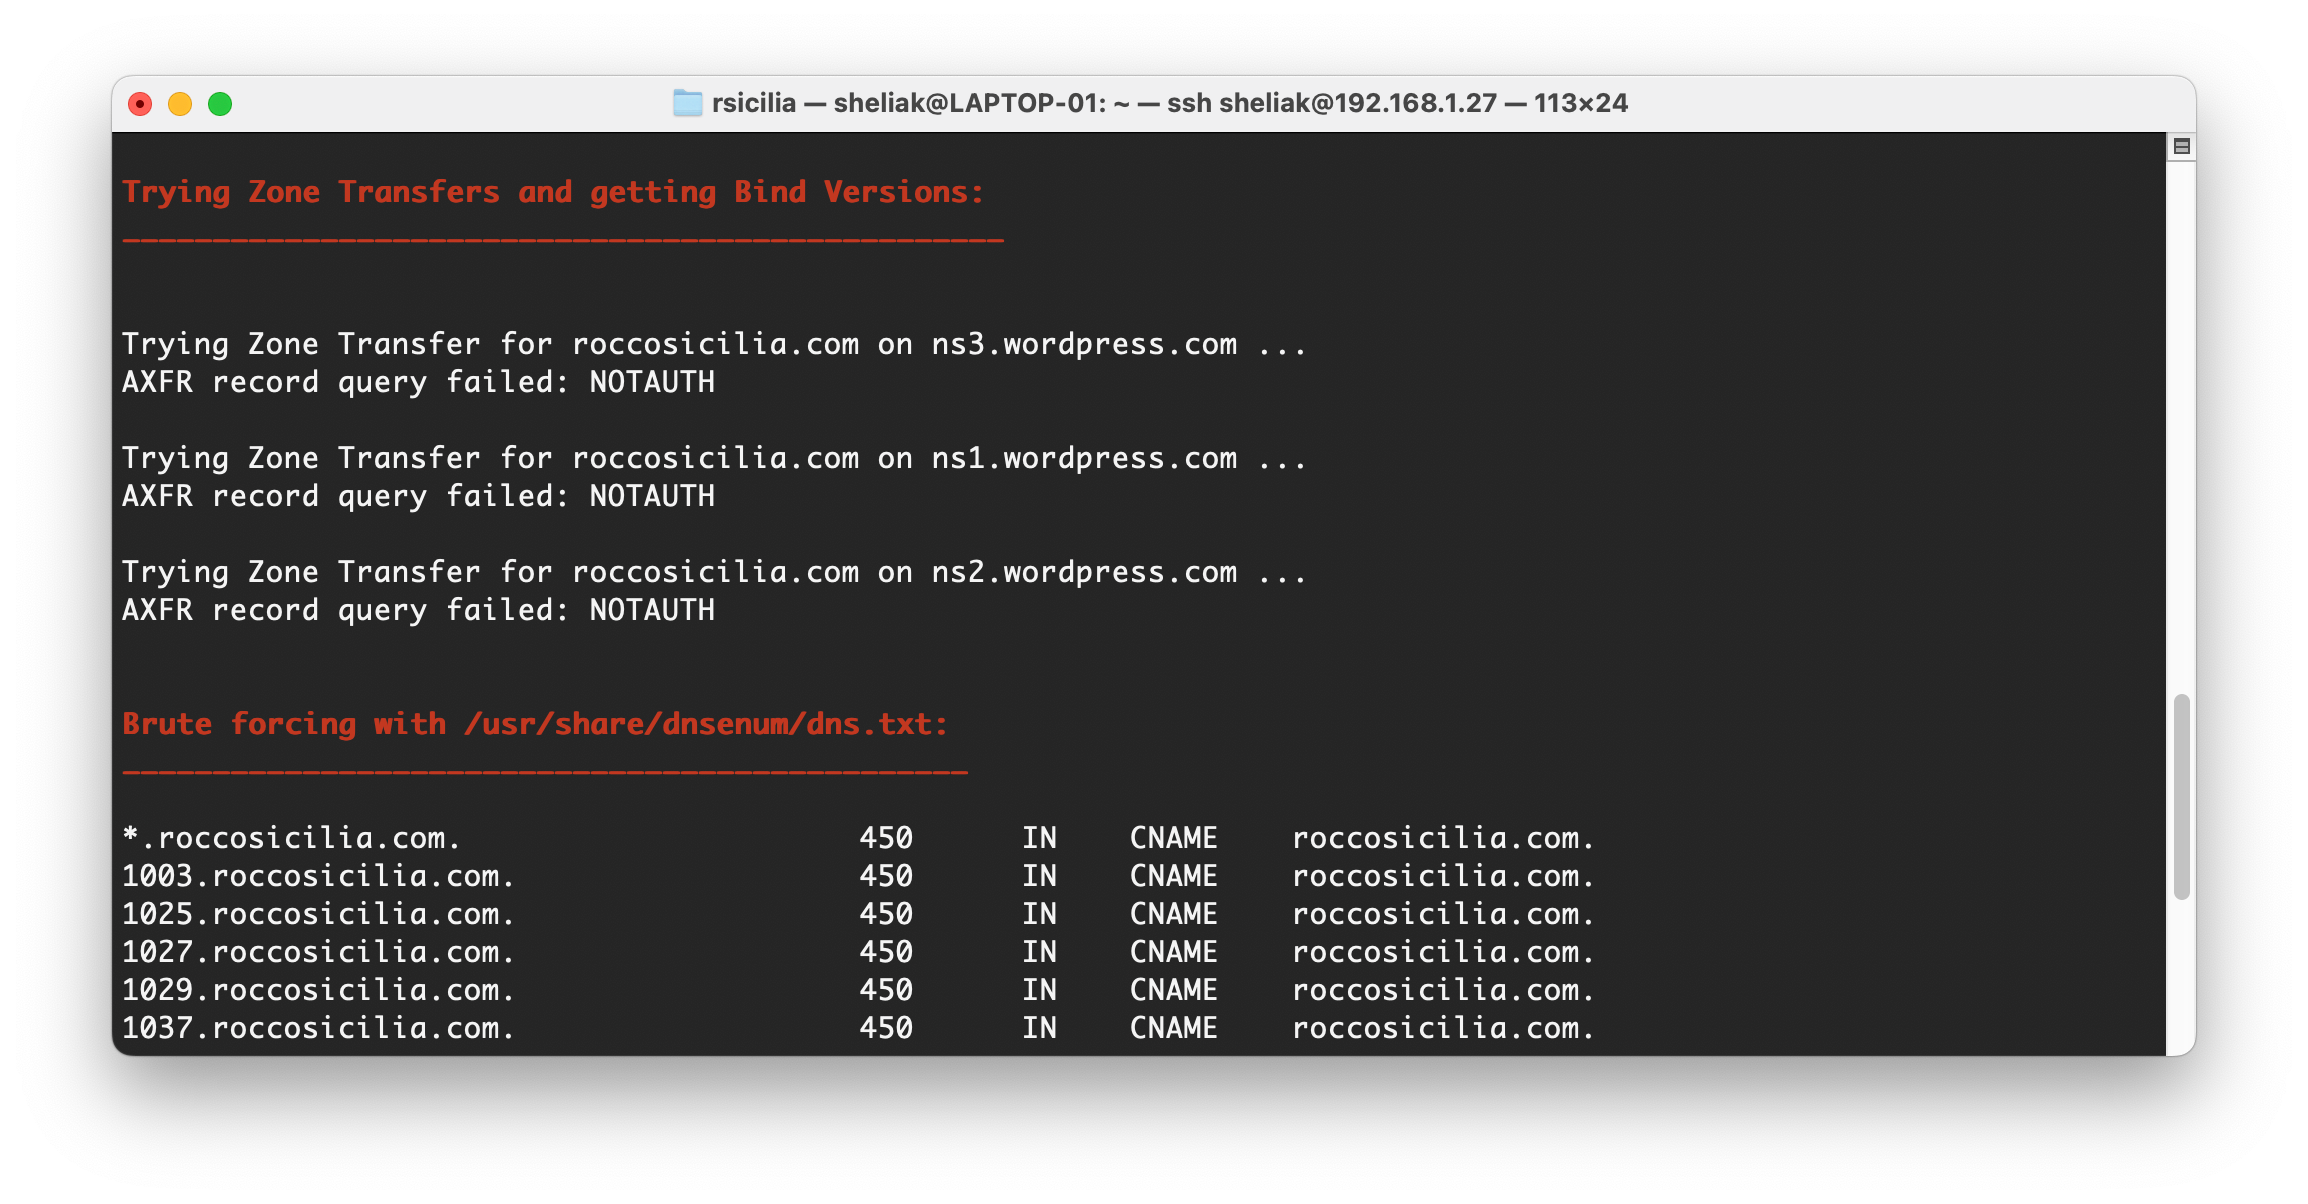 rsicilia — sheliak@LAPTOP-01: ~ — ssh sheliak@192.168.1.27 — 113×24
Trying Zone Transfers and getting Bind Versions:
_________________________________________________
Trying Zone Transfer for roccosicilia.com on ns3.wordpress.com ...
AXFR record query failed: NOTAUTH
Trying Zone Transfer for roccosicilia.com on ns1.wordpress.com ...
AXFR record query failed: NOTAUTH
Trying Zone Transfer for roccosicilia.com on ns2.wordpress.com ...
AXFR record query failed: NOTAUTH
Brute forcing with /usr/share/dnsenum/dns.txt:
_______________________________________________
*.roccosicilia.com. 450 IN CNAME roccosicilia.com.
1003.roccosicilia.com. 450 IN CNAME roccosicilia.com.
1025.roccosicilia.com. 450 IN CNAME roccosicilia.com.
1027.roccosicilia.com. 450 IN CNAME roccosicilia.com.
1029.roccosicilia.com. 450 IN CNAME roccosicilia.com.
1037.roccosicilia.com. 450 IN CNAME roccosicilia.com.